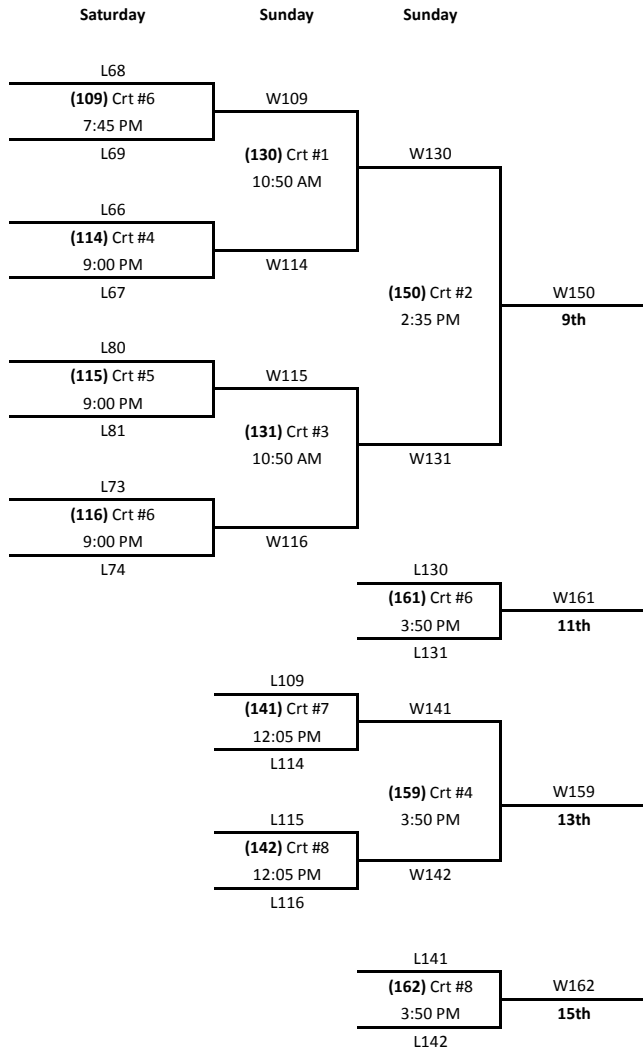 Saturday Sunday Sunday
L68
(109) Crt #6 W109
7:45 PM
L69 (130) Crt #1 W130
10:50 AM
L66
(114) Crt #4
9:00 PM W114
L67 (150) Crt #2 W150
2:35 PM 9th
L80
(115) Crt #5 W115
9:00 PM
L81 (131) Crt #3 W131
10:50 AM
L73
(116) Crt #6
9:00 PM W116
L74 L130
(161) Crt #6 W161
3:50 PM 11th
L131
L109
(141) Crt #7 W141
12:05 PM
L114
(159) Crt #4 W159
L115 3:50 PM 13th
(142) Crt #8
12:05 PM W142
L116
L141
(162) Crt #8 W162
3:50 PM 15th
L142